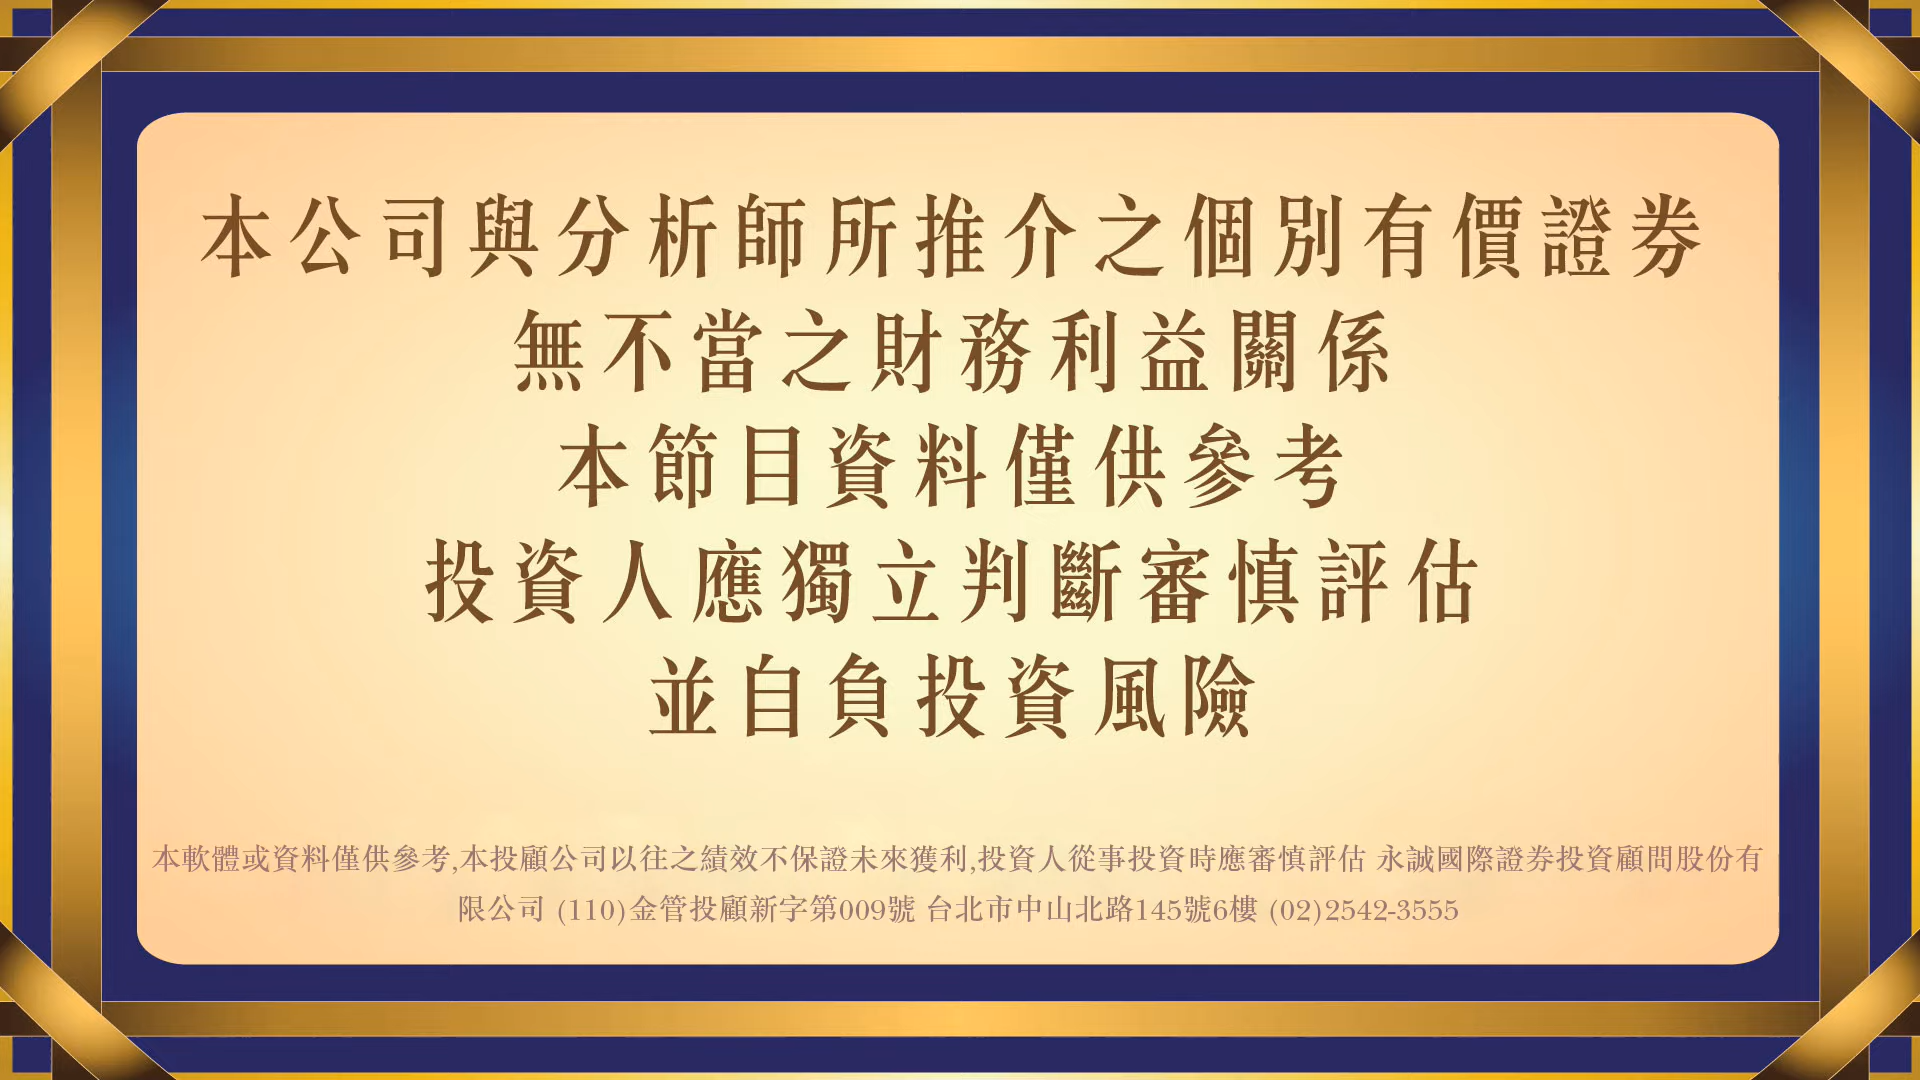 本公司與分析師所推介之個別有價證券
無不當之財務利益關係
本節目資料僅供參考
投資人應獨立判斷審慎評估
並自負投資風險
本軟體或資料僅供參考,本投顧公司以往之績效不保證未來獲利,投資人從事投資時應審慎評估 永誠國際證券投資顧問股份有
限公司 (110)金管投顧新字第009號 台北市中山北路145號6樓 (02)2542-3555